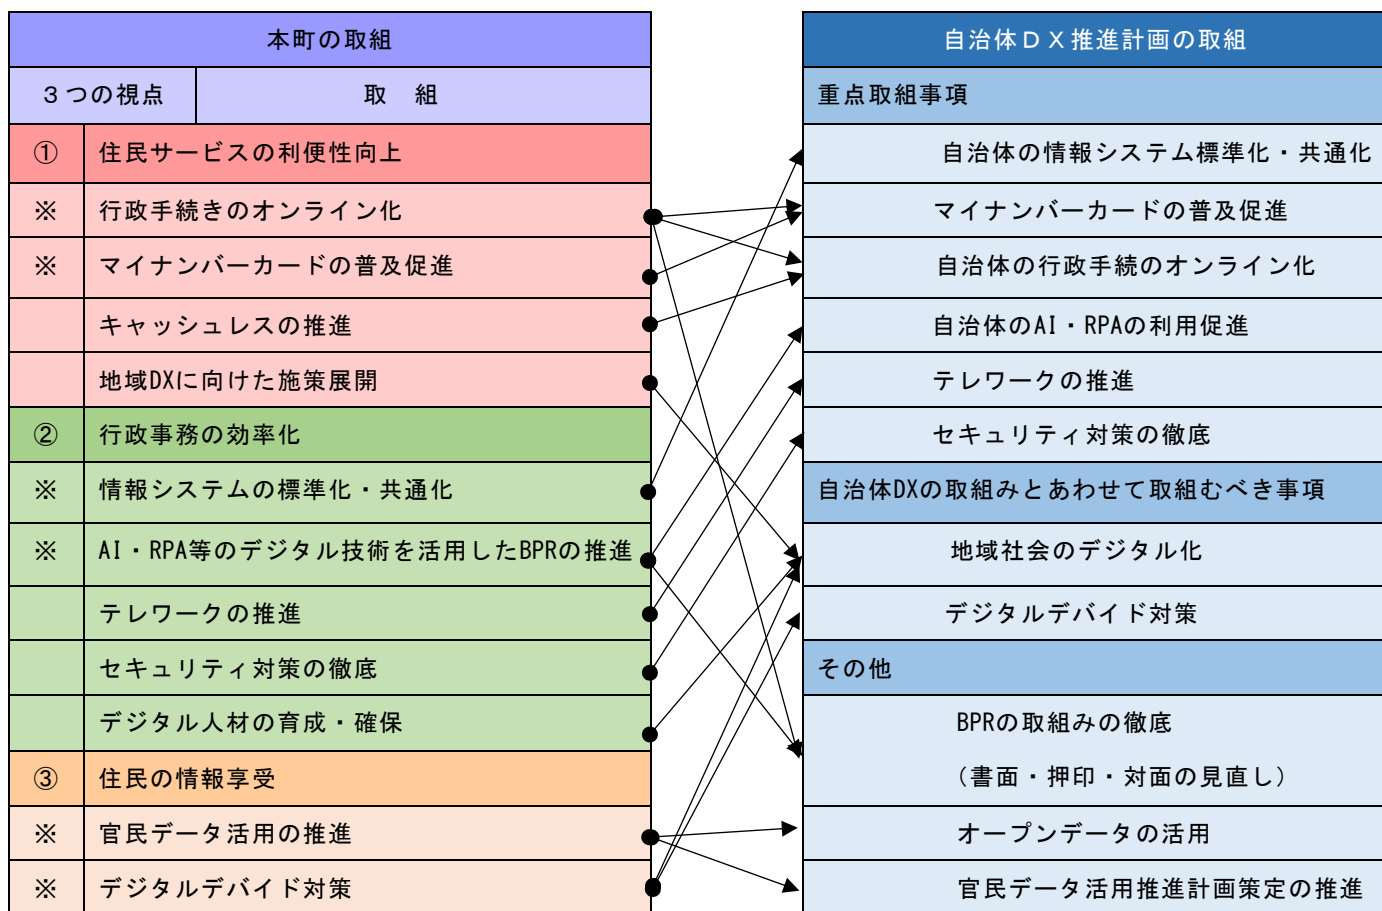 本町の取組
３つの視点 取 組
① 住民サービスの利便性向上
※ 行政手続きのオンライン化
※ マイナンバーカードの普及促進
キャッシュレスの推進
地域DXに向けた施策展開
② 行政事務の効率化
※ 情報システムの標準化・共通化
※ AI・RPA等のデジタル技術を活用したBPRの推進
テレワークの推進
セキュリティ対策の徹底
デジタル人材の育成・確保
③ 住民の情報享受
※ 官民データ活用の推進
※ デジタルデバイド対策
自治体ＤＸ推進計画の取組
重点取組事項
自治体の情報システム標準化・共通化
マイナンバーカードの普及促進
自治体の行政手続のオンライン化
自治体のAI・RPAの利用促進
テレワークの推進
セキュリティ対策の徹底
自治体DXの取組みとあわせて取組むべき事項
地域社会のデジタル化
デジタルデバイド対策
その他
BPRの取組みの徹底
（書面・押印・対面の見直し）
オープンデータの活用
官民データ活用推進計画策定の推進